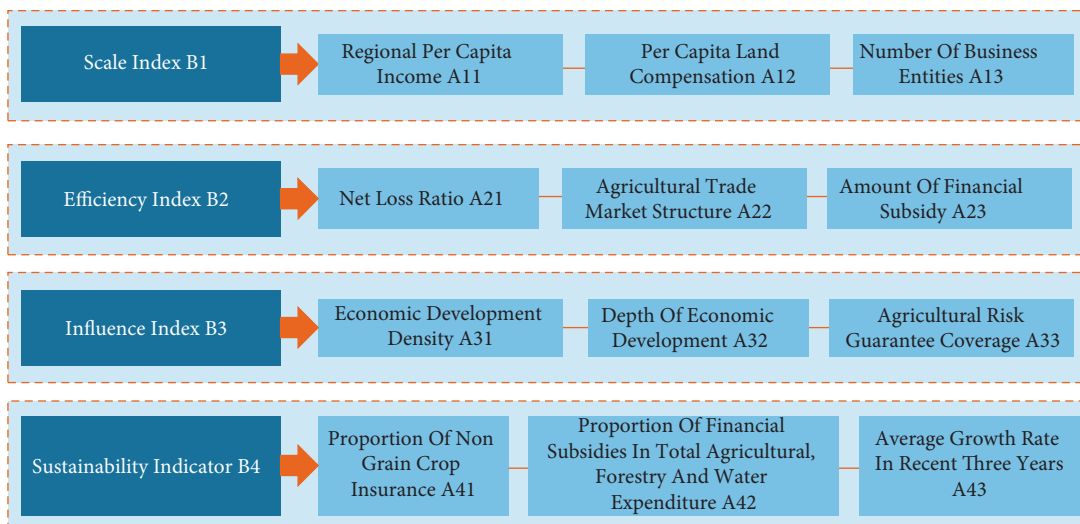 Scale Index B1
Regional Per Capita
Income A11
Per Capita Land
Compensation A12
Number Of Business
Entities A13
Efficiency Index B2
Net Loss Ratio A21
Agricultural Trade
Market Structure A22
Amount Of Financial
Subsidy A23
Influence Index B3
Economic Development
Density A31
Depth Of Economic
Development A32
Agricultural Risk
Guarantee Coverage A33
Sustainability Indicator B4
Proportion Of Non
Grain Crop
Insurance A41
Proportion Of Financial
Subsidies In Total Agricultural,
Forestry And Water
Expenditure A42
Average Growth Rate
In Recent Three Years
A43